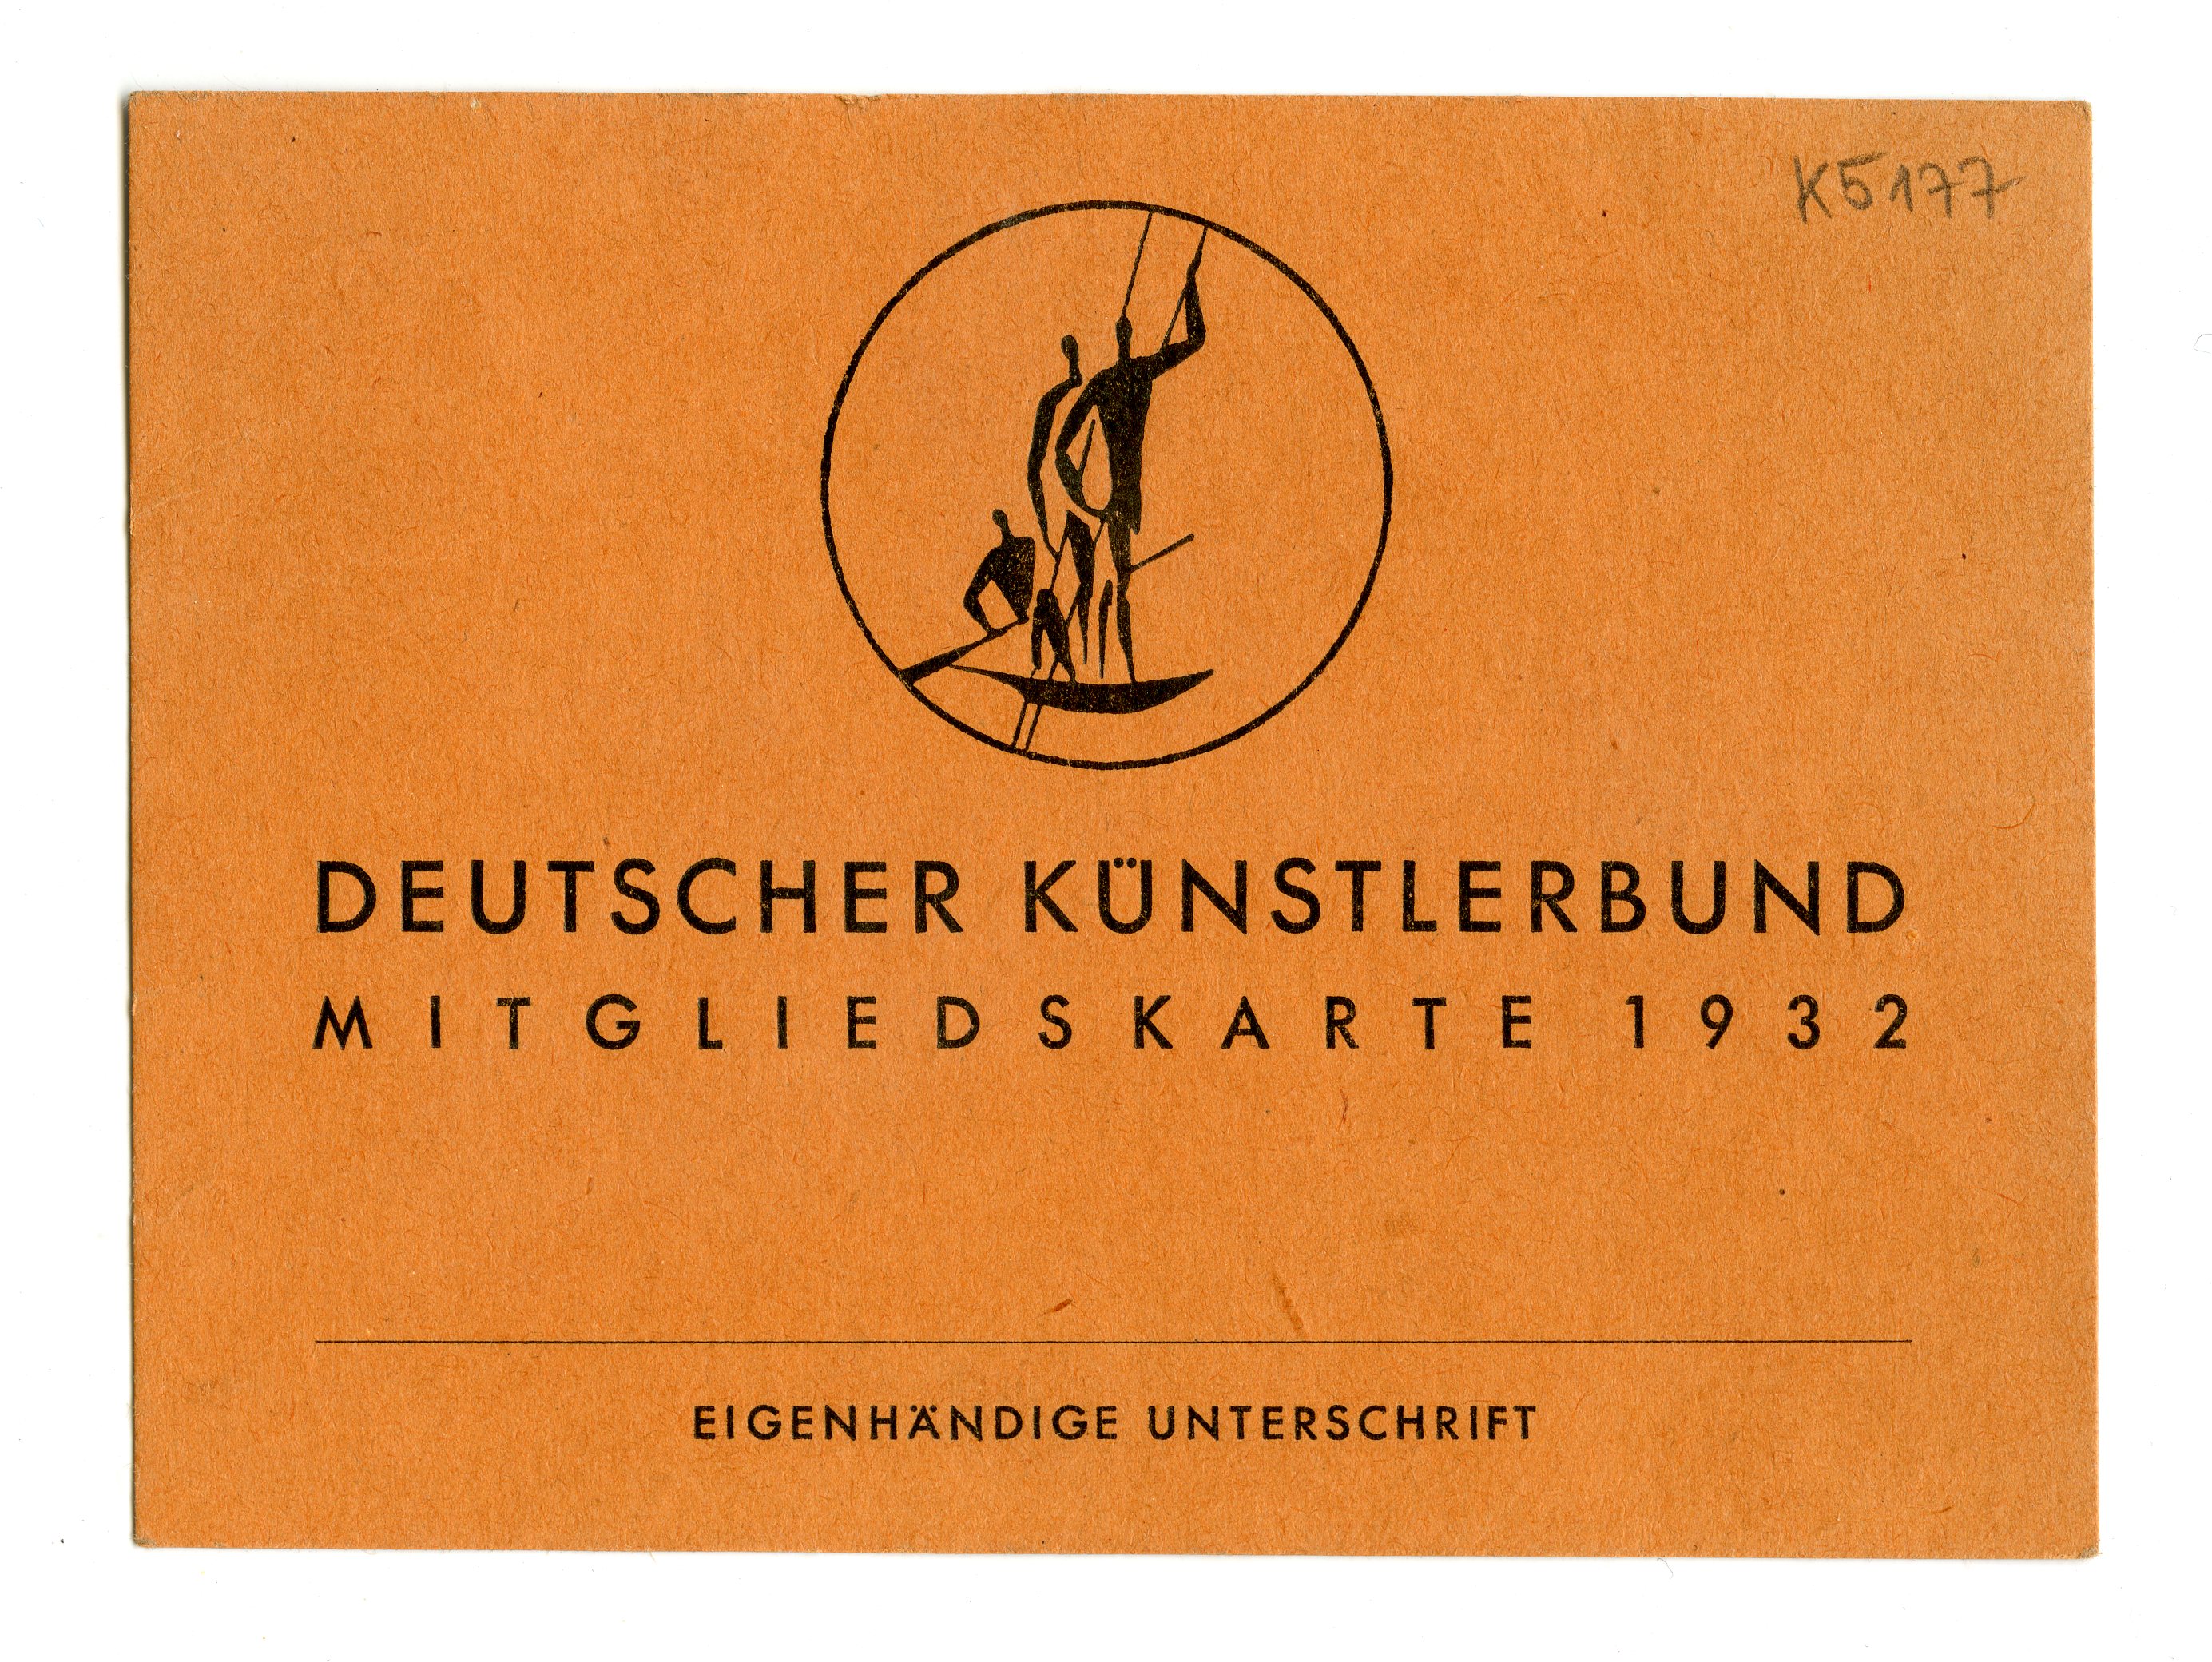 K5177
DEUTSCHER KÜNSTLERBUND
MITGLIEDSKARTE 1932
EIGENHÄNDIGE UNTERSCHRIFT